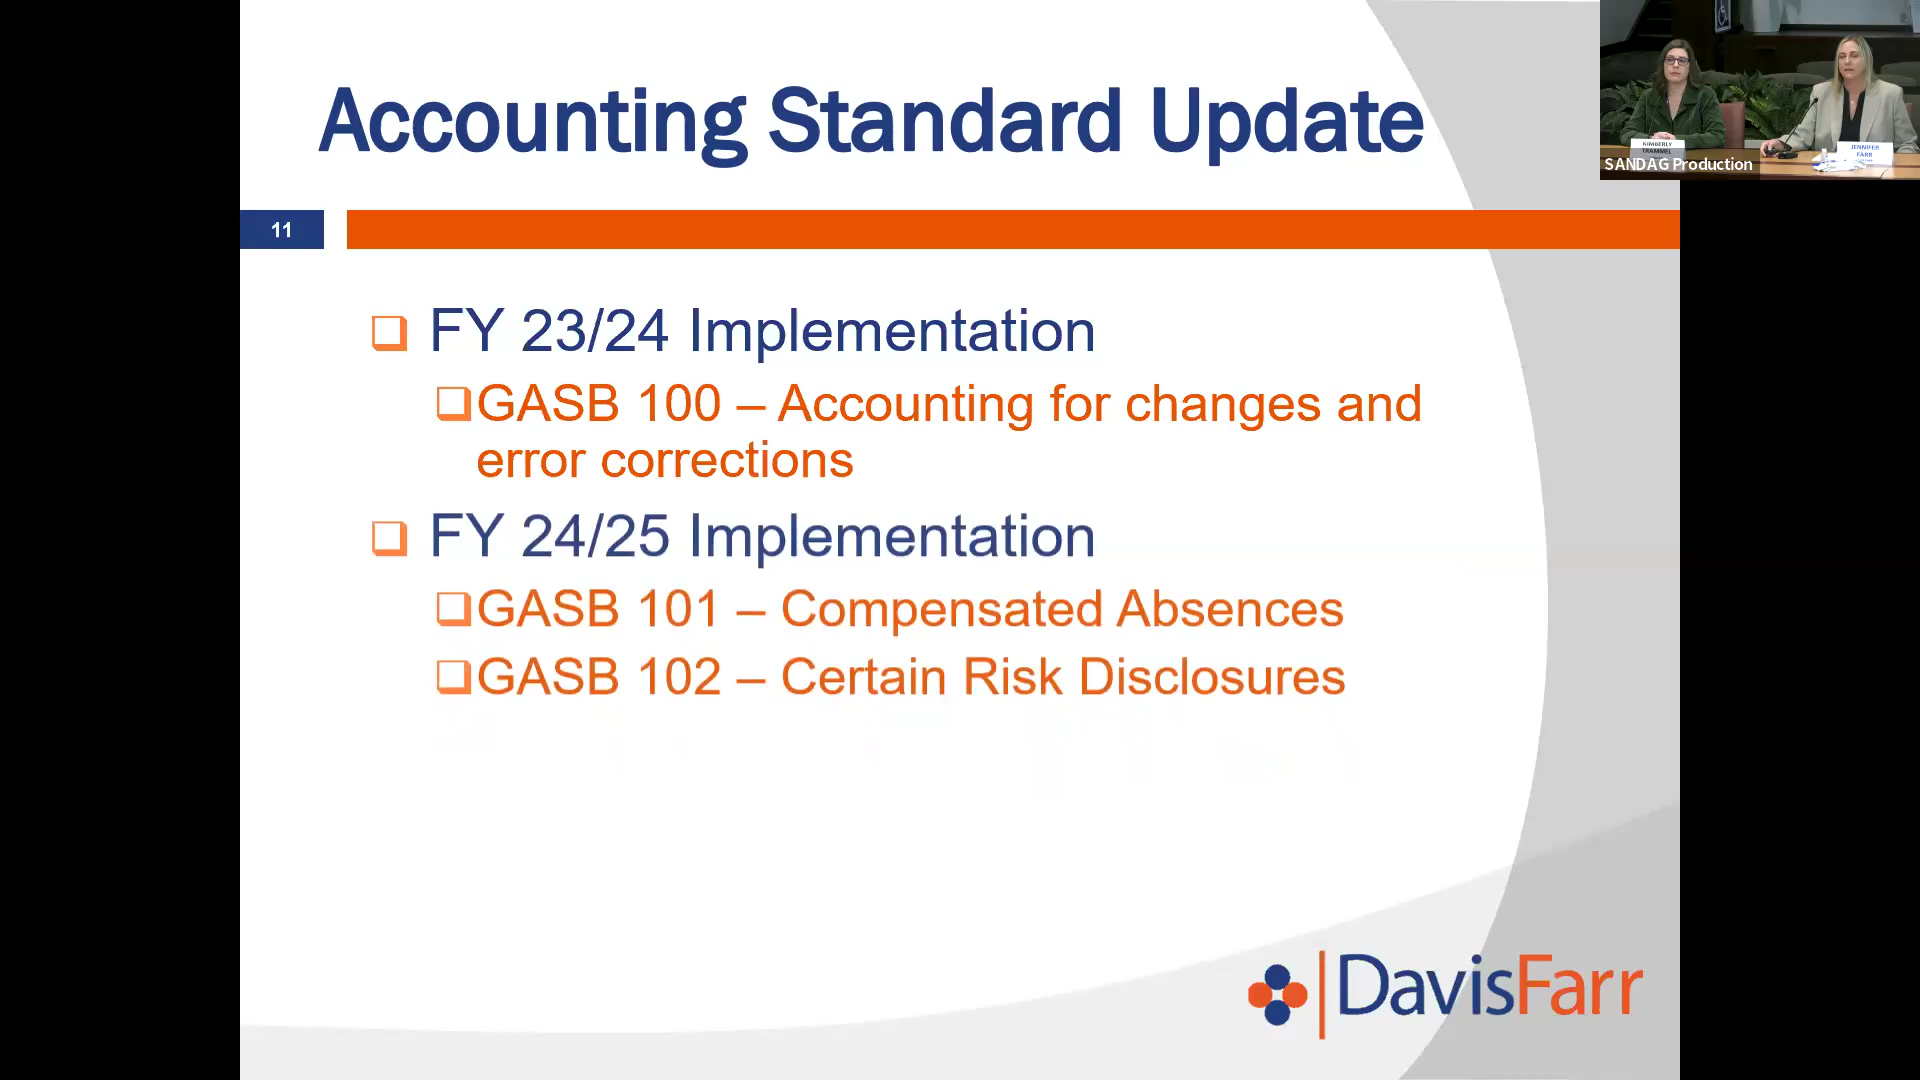 Accounting Standard Update
11
FY 23/24 Implementation
GASB 100 – Accounting for changes and
error corrections
FY 24/25 Implementation
GASB 101 – Compensated Absences
GASB 102 – Certain Risk Disclosures
DavisFarr
KIMBERLY
TRAMMEL
JENNIFER
FARR
SANDAG Production